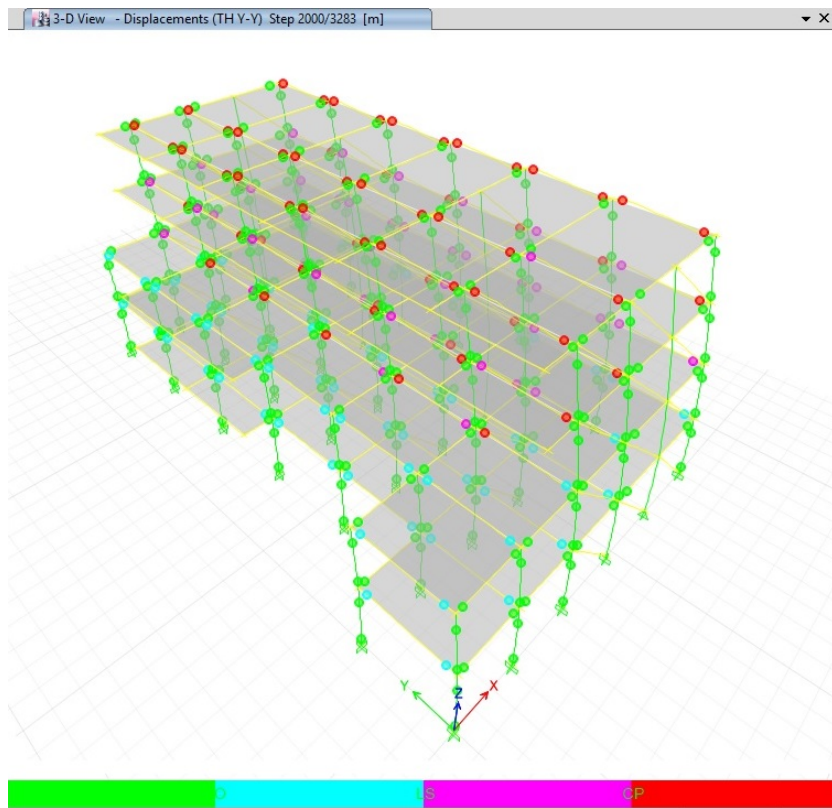 3-D View - Displacements (TH Y-Y) Step 2000/3283 [m]
Y
Z
X
IO
LS
CP